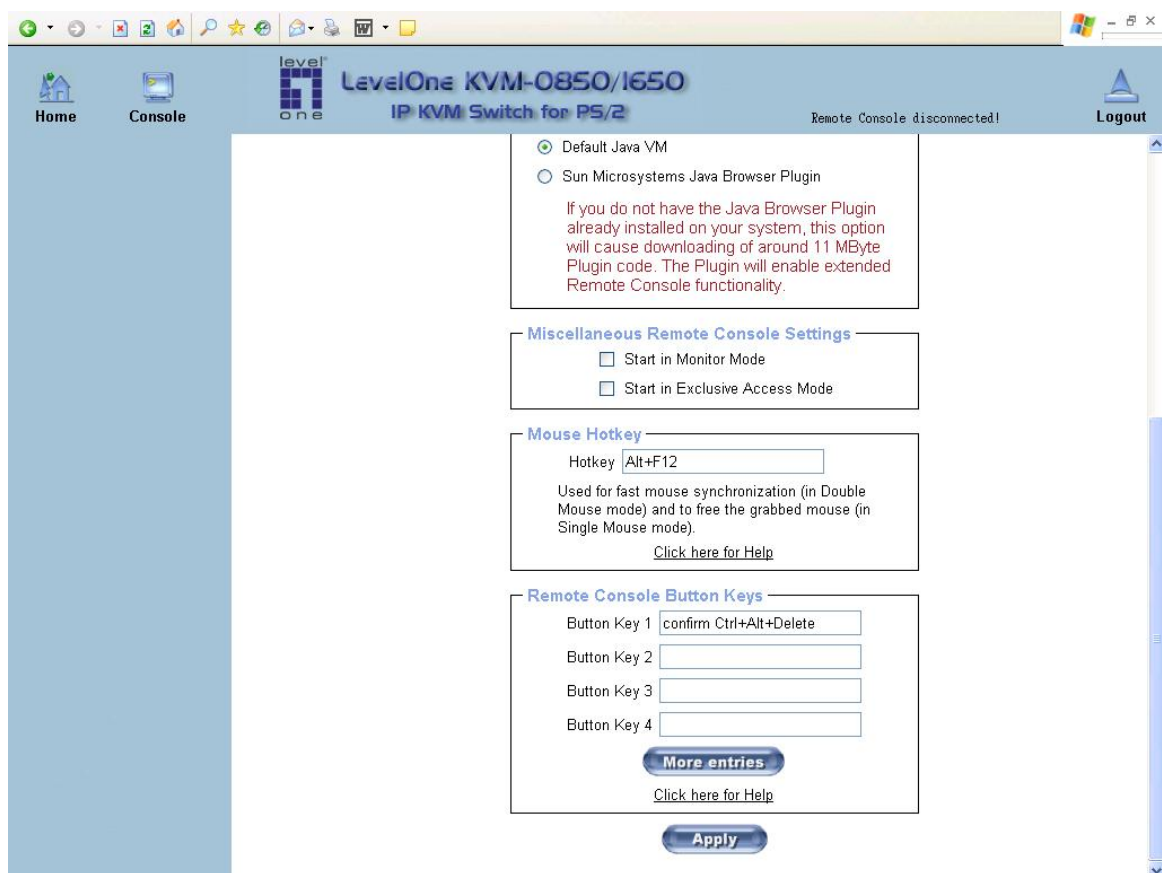 level
one
LevelOne KVM-0850/1650
IP KVM Switch for PS/2
Home
Console
Remote Console disconnected!
Logout
Default Java VM
Sun Microsystems Java Browser Plugin
If you do not have the Java Browser Plugin
already installed on your system, this option
will cause downloading of around 11 MByte
Plugin code. The Plugin will enable extended
Remote Console functionality.
Miscellaneous Remote Console Settings
Start in Monitor Mode
Start in Exclusive Access Mode
Mouse Hotkey
Hotkey Alt+F12
Used for fast mouse synchronization (in Double
Mouse mode) and to free the grabbed mouse (in
Single Mouse mode).
Click here for Help
Remote Console Button Keys
Button Key 1 confirm Ctrl+Alt+Delete
Button Key 2
Button Key 3
Button Key 4
More entries
Click here for Help
Apply